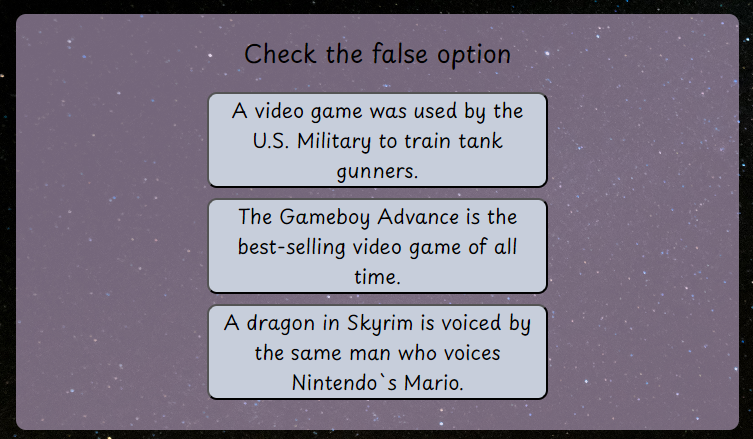 Check the false option
A video game was used by the
U.S. Military to train tank
gunners.
The Gameboy Advance is the
best-selling video game of all
time.
A dragon in Skyrim is voiced by
the same man who voices
Nintendo`s Mario.